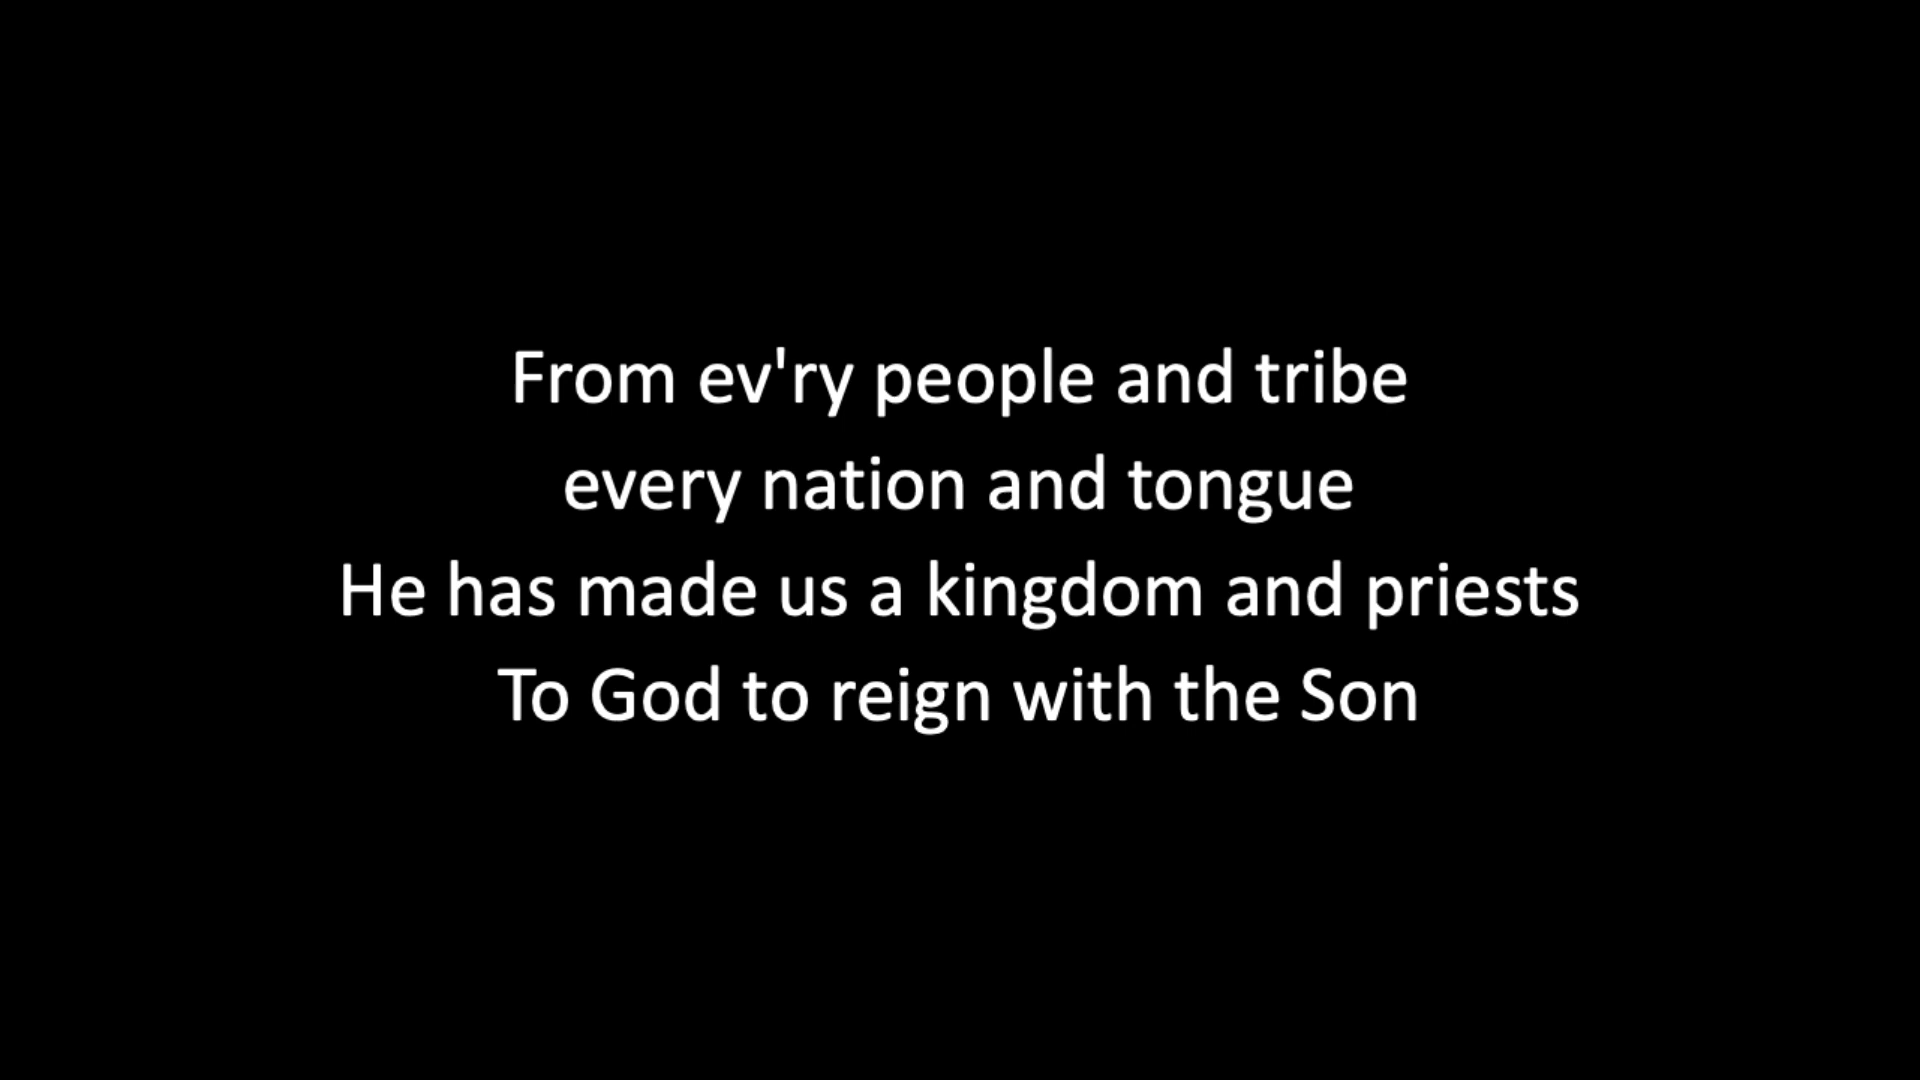 From ev'ry people and tribe
every nation and tongue
He has made us a kingdom and priests
To God to reign with the Son